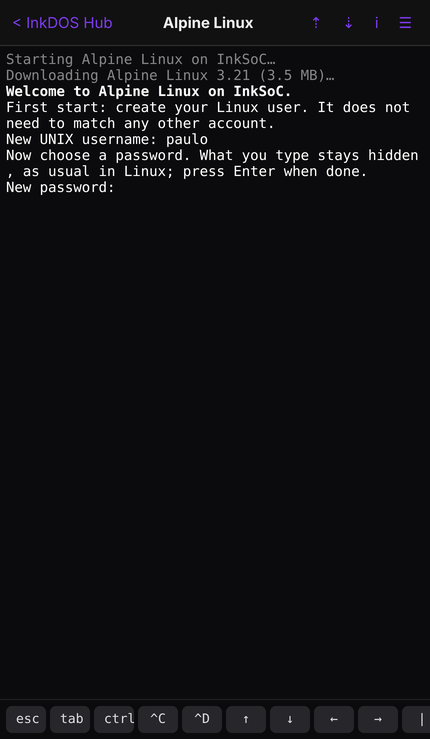 < InkDOS Hub
Alpine Linux
⇡ ⇣ i ☰
Starting Alpine Linux on InkSoC…
Downloading Alpine Linux 3.21 (3.5 MB)…
Welcome to Alpine Linux on InkSoC.
First start: create your Linux user. It does not
need to match any other account.
New UNIX username: paulo
Now choose a password. What you type stays hidden
, as usual in Linux; press Enter when done.
New password:
esc tab ctrl ^C ^D ↑ ↓ ← → |